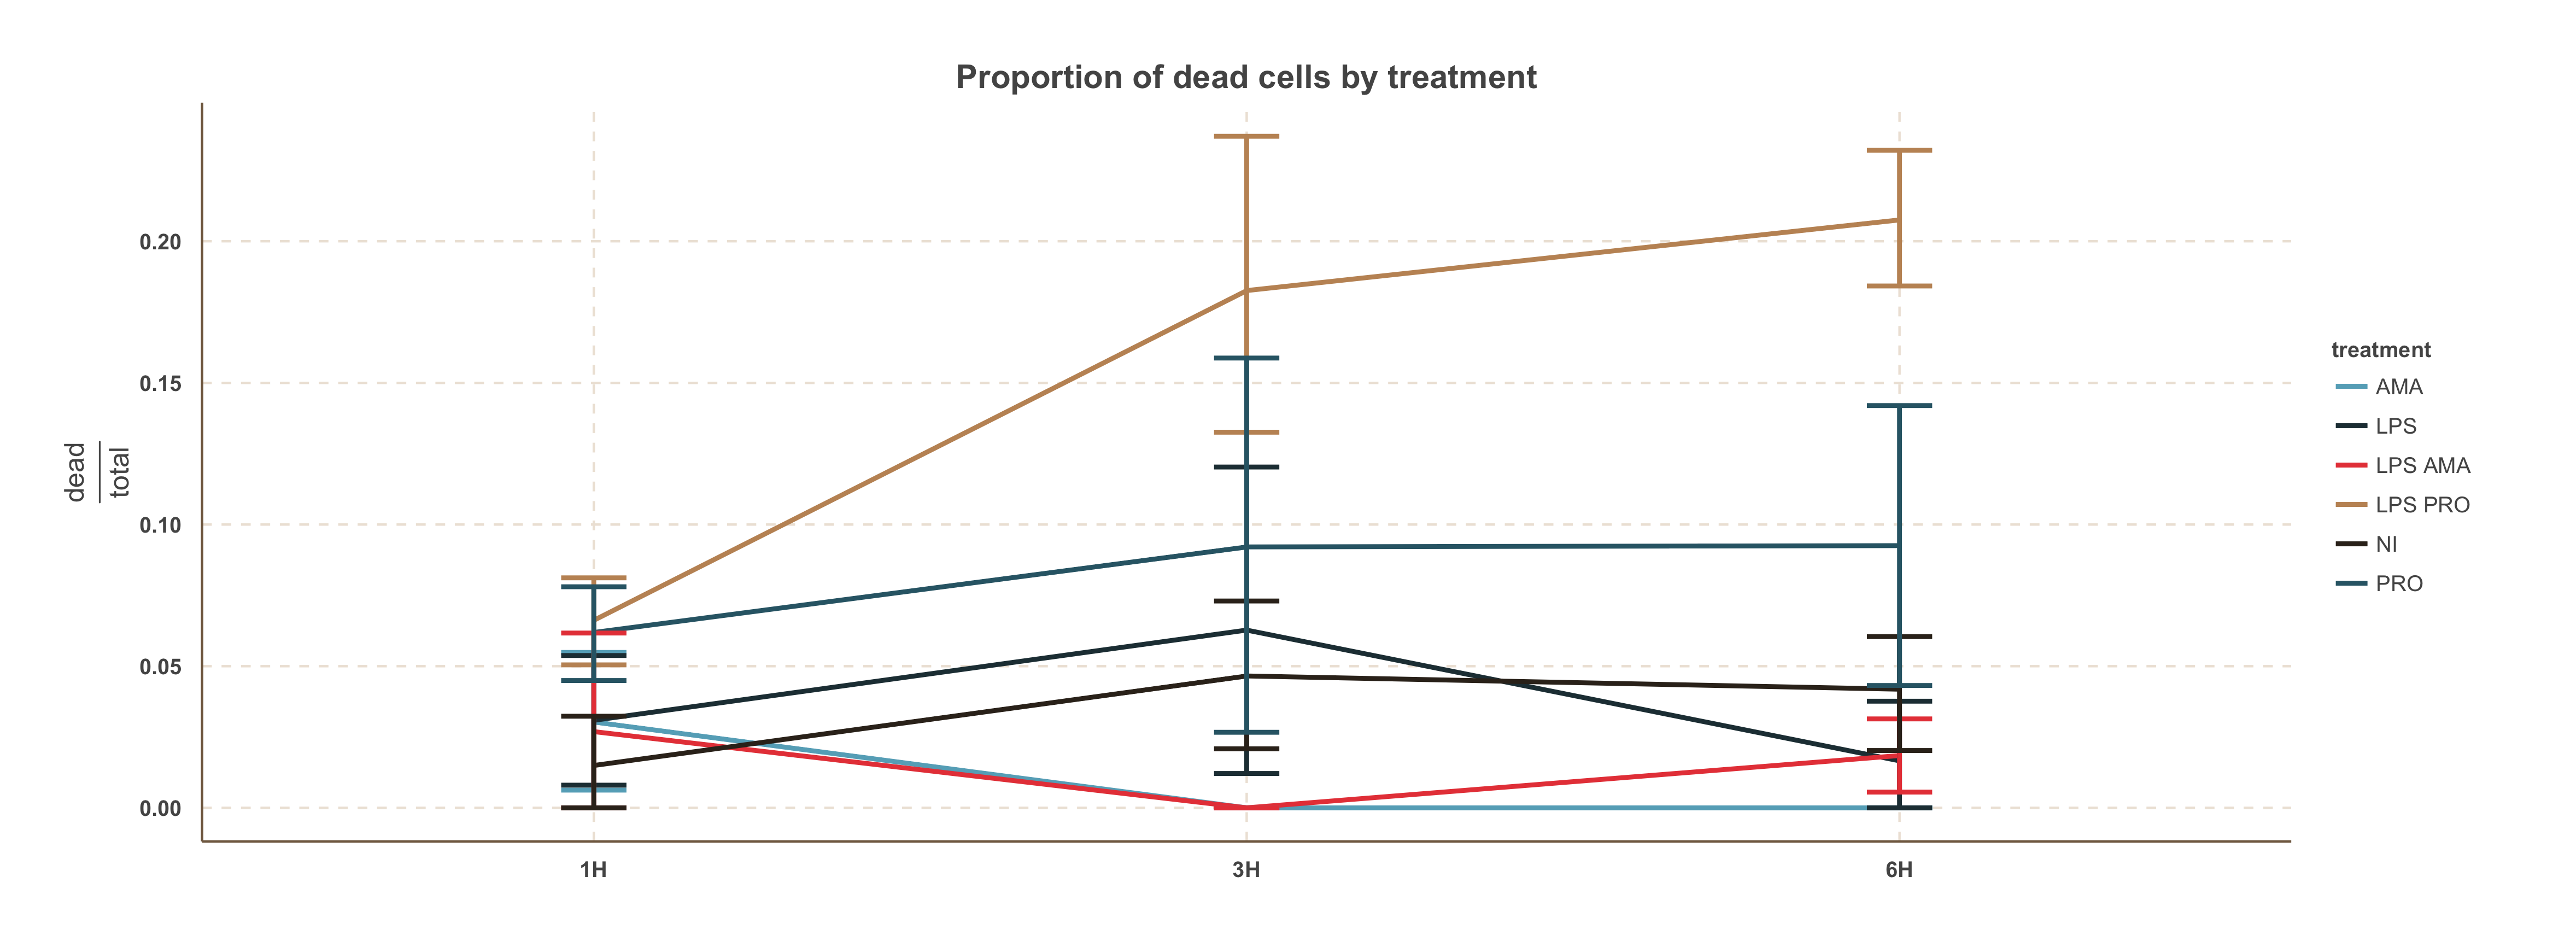 Proportion of dead cells by treatment
0.20
0.15
0.10
0.05
0.00
dead
total
1H
3H
6H
treatment
AMA
LPS
LPS AMA
LPS PRO
NI
PRO